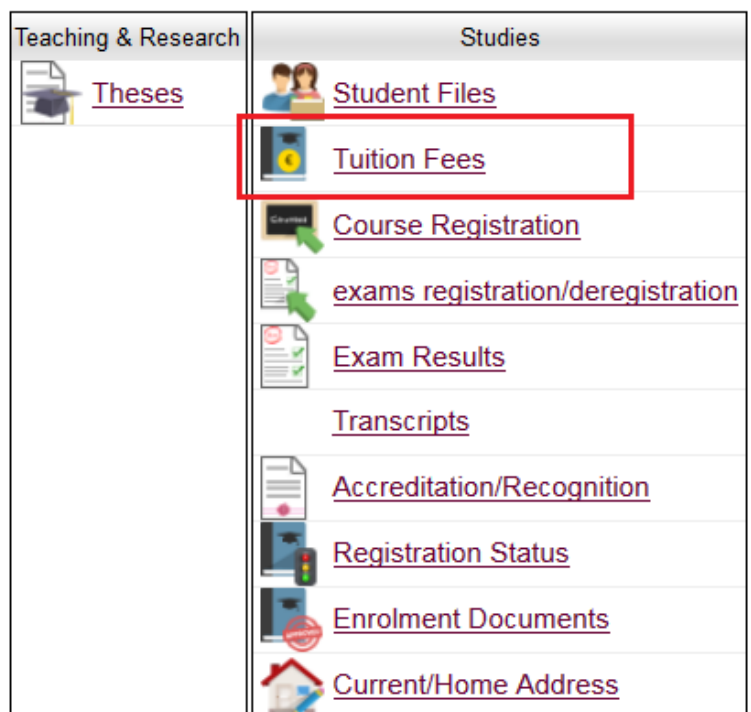 Teaching & Research
Theses
Studies
Student Files
Tuition Fees
Course Registration
exams registration/deregistration
Exam Results
Transcripts
Accreditation/Recognition
Registration Status
Enrolment Documents
Current/Home Address